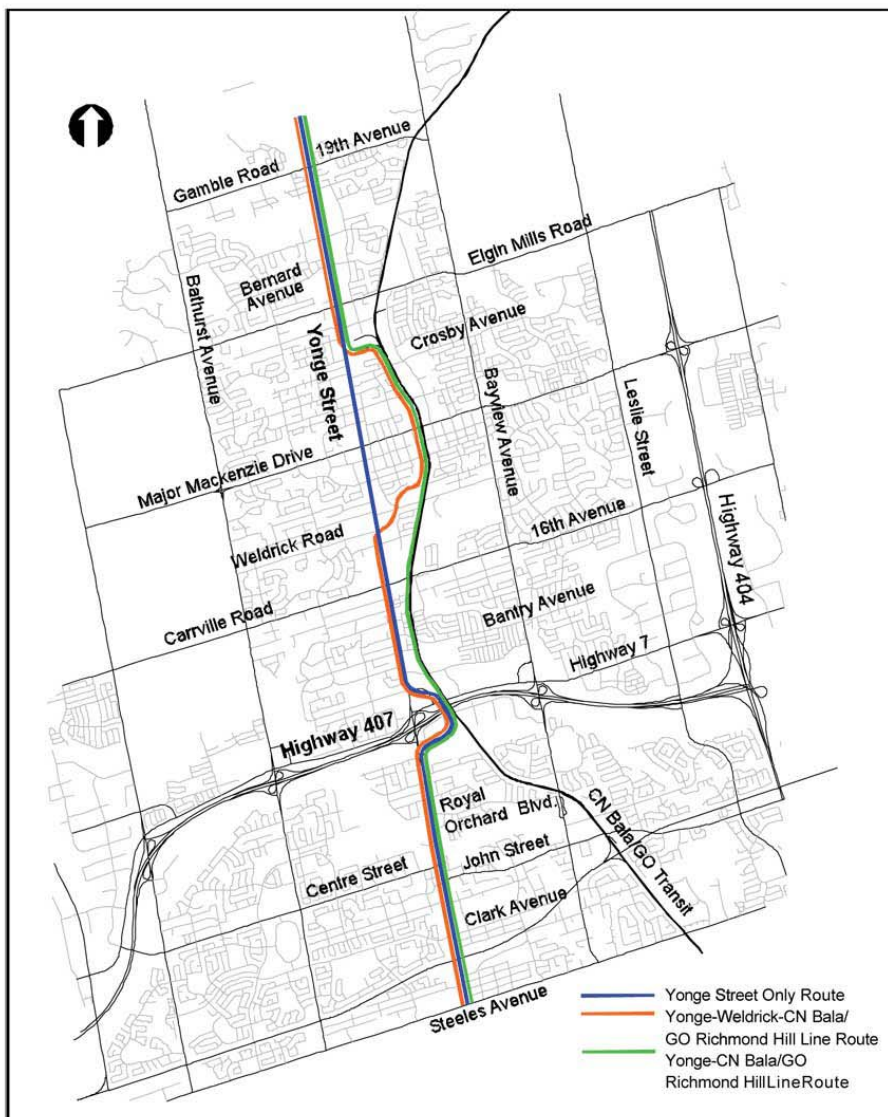 19th Avenue
Gamble Road
Elgin Mills Road
Bernard
Avenue
Bathurst Avenue
Crosby Avenue
Yonge Street
Bayview Avenue
Leslie Street
Major Mackenzie Drive
16th Avenue
Weldrick Road
Highway 404
Carrville Road
Bantry Avenue
Highway 7
Highway 407
Royal
Orchard Blvd.
CN Bala/GO Transit
John Street
Centre Street
Clark Avenue
Steeles Avenue
Yonge Street Only Route
Yonge-Weldrick-CN Bala/
GO Richmond Hill Line Route
Yonge-CN Bala/GO
Richmond HillLineRoute